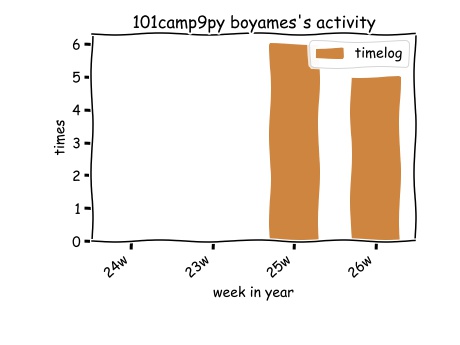 101camp9py boyames's activity
timelog
times
6
5
4
3
2
1
0
24w
23w
25w
26w
week in year